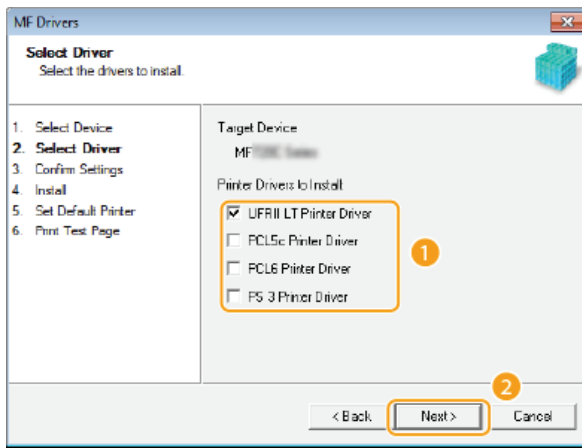 MF Drivers
Select Driver
Select the drivers to install.
1. Select Device
2. Select Driver
3. Confirm Settings
4. Install
5. Set Default Printer
6. Print Test Page
Target Device
MF
Printer Drivers to Install
UFRII LT Printer Driver
PCL5c Printer Driver
PCL6 Printer Driver
PS 3 Printer Driver
1
2
< Back
Next >
Cancel